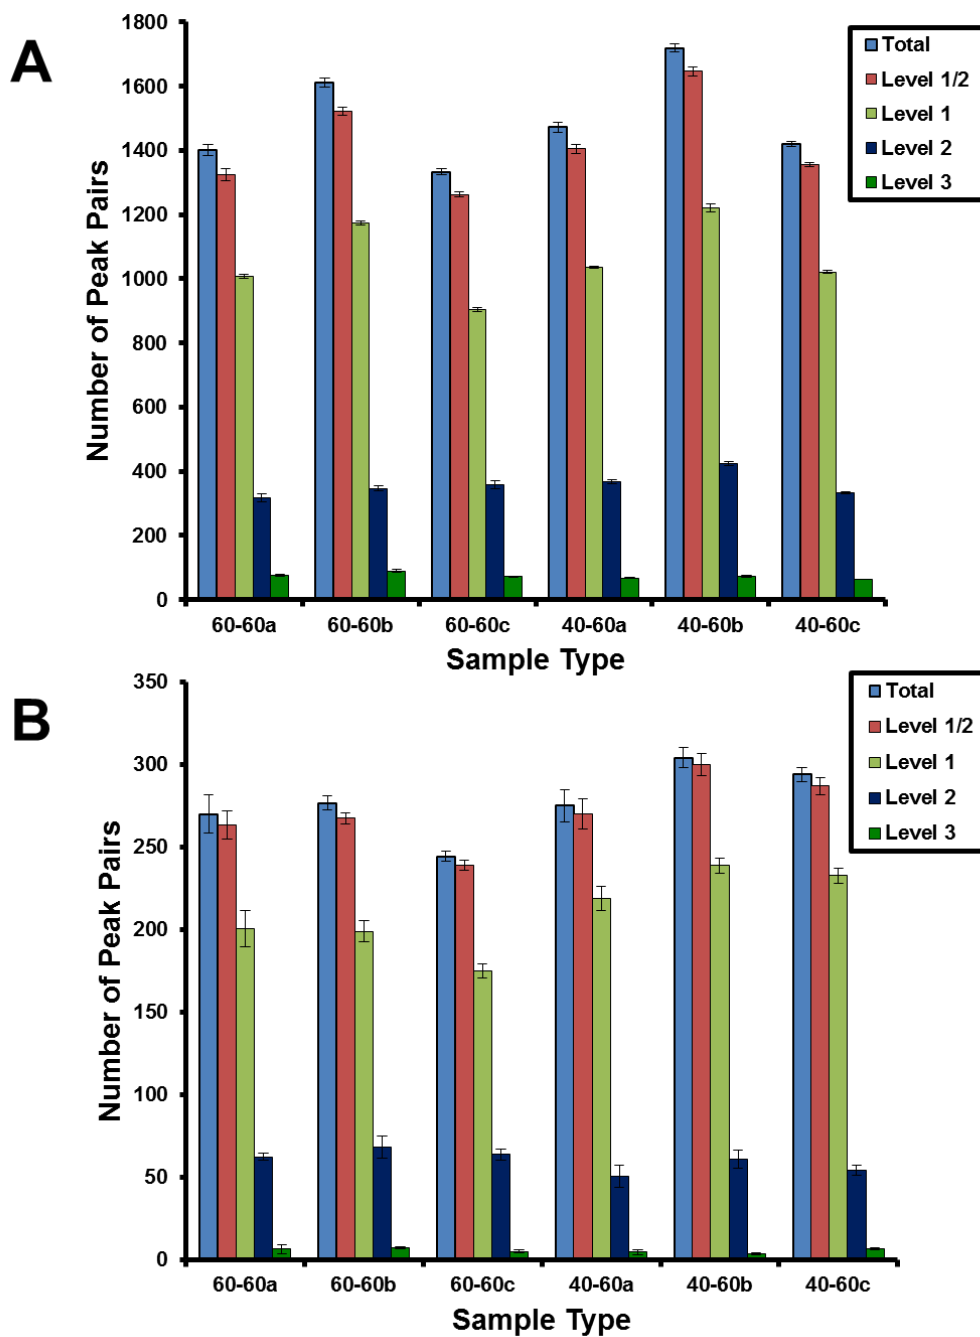 A
1800
1600
1400
1200
1000
800
600
400
200
0
Number of Peak Pairs
60-60a 60-60b 60-60c 40-60a 40-60b 40-60c
Sample Type
Total
Level 1/2
Level 1
Level 2
Level 3
B
350
300
250
200
150
100
50
0
Number of Peak Pairs
60-60a 60-60b 60-60c 40-60a 40-60b 40-60c
Sample Type
Total
Level 1/2
Level 1
Level 2
Level 3